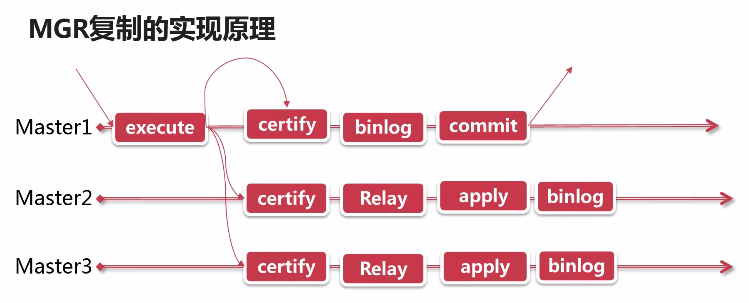 MGR复制的实现原理
Master1 execute certify binlog commit
Master2 certify Relay apply binlog
Master3 certify Relay apply binlog